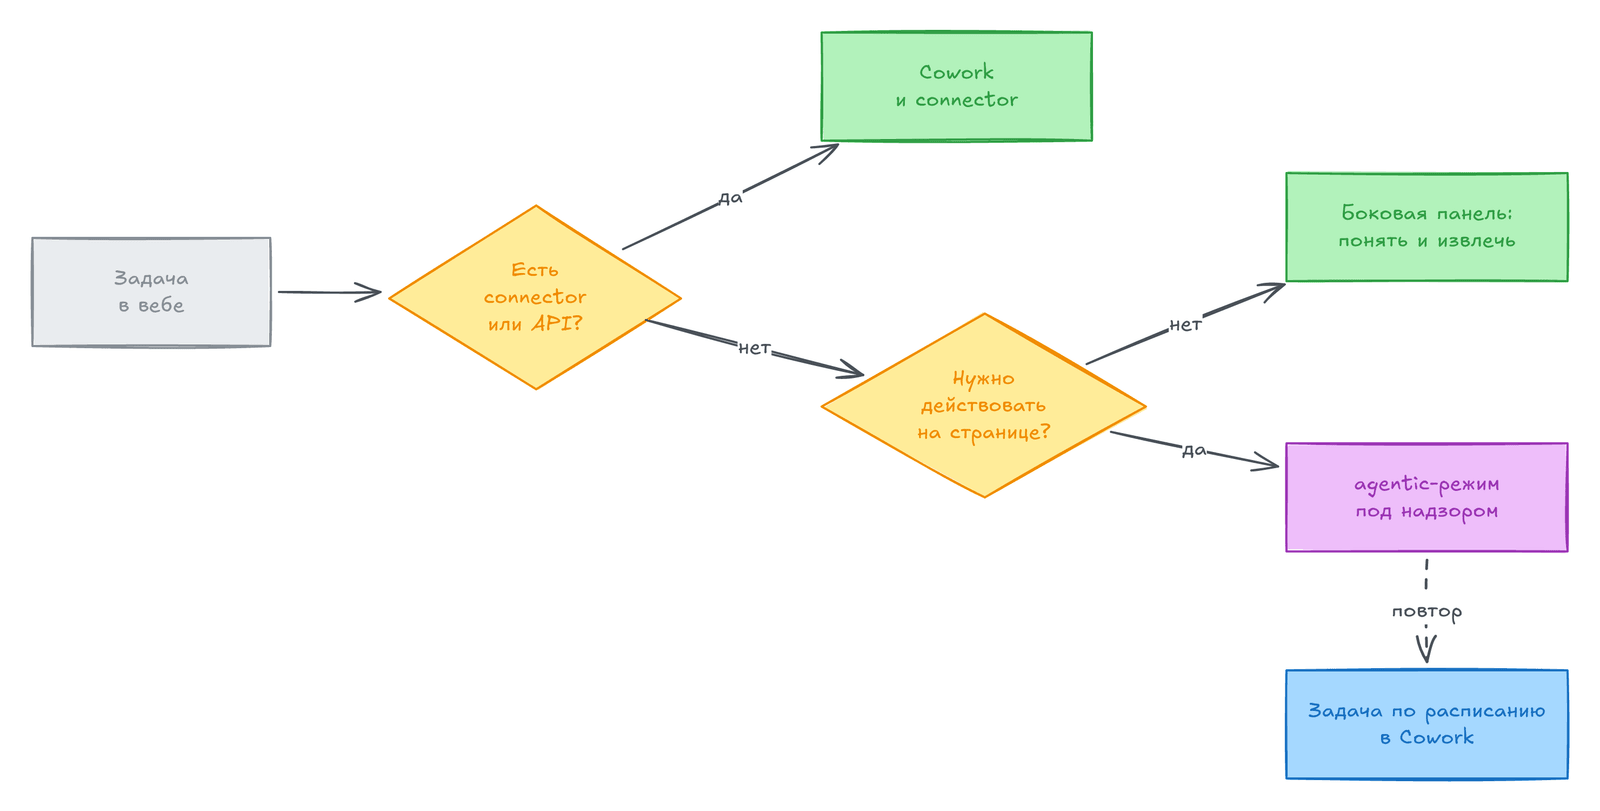 Cowork
и connector
да
Боковая панель:
понять и извлечь
Задача
в вебе
Есть
connector
или API?
нет
нет
Нужно
действовать
на странице?
да
agentic-режим
под надзором
повтор
Задача по расписанию
в Cowork